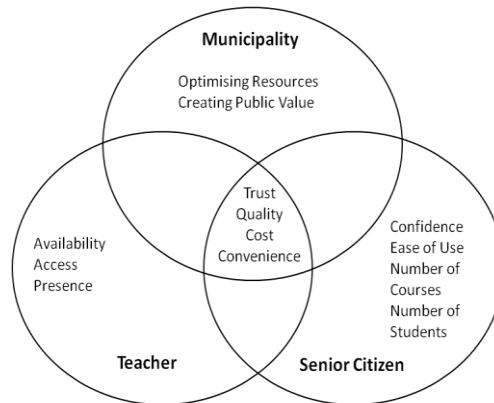 Municipality
Optimising Resources
Creating Public Value
Trust
Quality
Cost
Convenience
Availability
Access
Presence
Confidence
Ease of Use
Number of
Courses
Number of
Students
Teacher
Senior Citizen